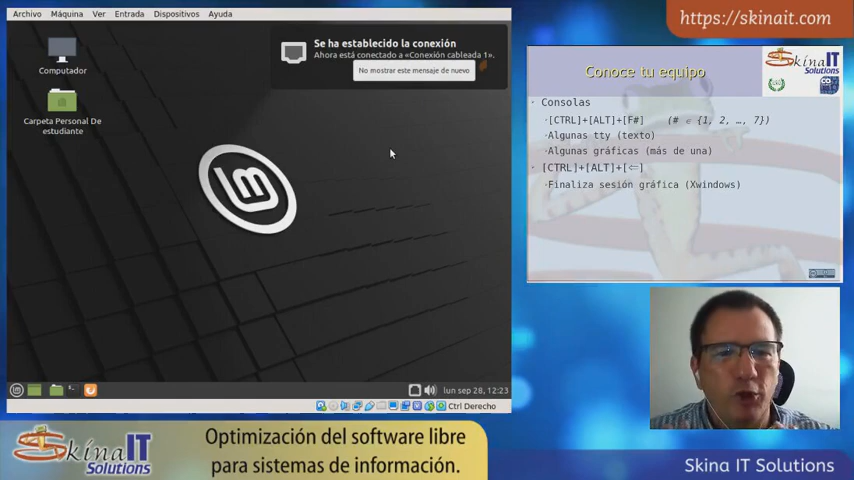 https://skinait.com
Archivo Máquina Ver Entrada Dispositivos Ayuda
Computador
Carpeta Personal De
estudiante
Se ha establecido la conexión
Ahora está conectado a «Conexión cableada 1».
No mostrar este mensaje de nuevo
lm
lun sep 28, 12:23
Ctrl Derecho
Conoce tu equipo
Skina IT
Solutions
· Consolas
·[CTRL]+[ALT]+[F#] (# ∈ {1, 2, …, 7})
·Algunas tty (texto)
·Algunas gráficas (más de una)
· [CTRL]+[ALT]+[⇐]
·Finaliza sesión gráfica (Xwindows)
Skina IT
Solutions
Optimización del software libre
para sistemas de información.
Skina IT Solutions